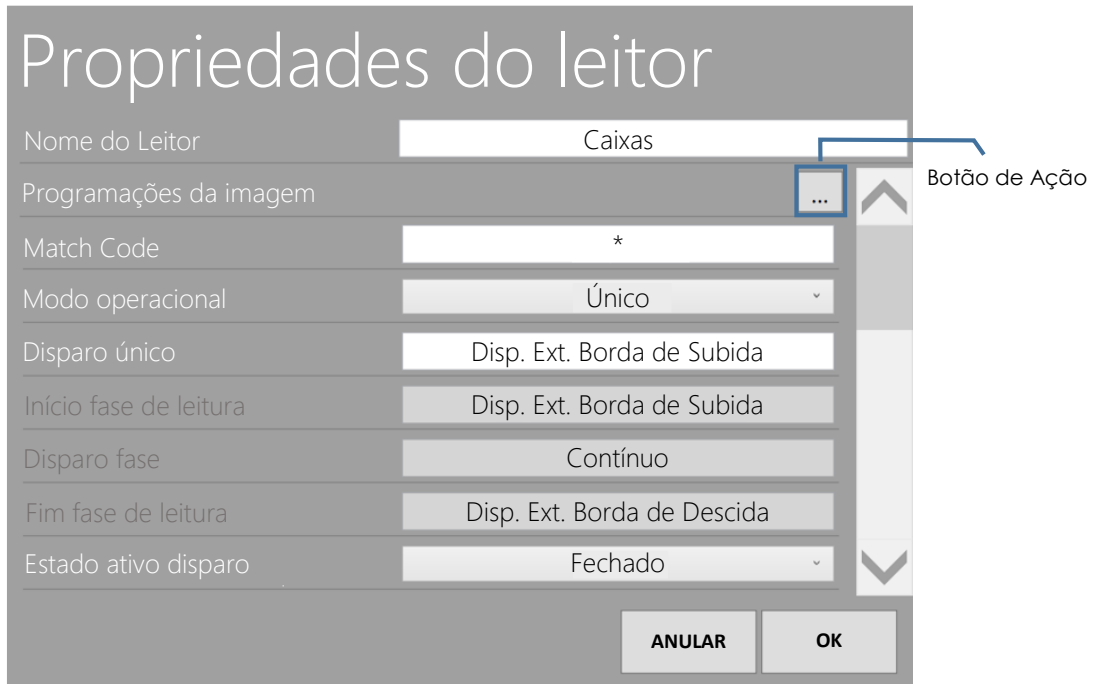 Propriedades do leitor
Nome do Leitor Caixas
Programações da imagem ... Botão de Ação
Match Code *
Modo operacional Único
Disparo único Disp. Ext. Borda de Subida
Início fase de leitura Disp. Ext. Borda de Subida
Disparo fase Contínuo
Fim fase de leitura Disp. Ext. Borda de Descida
Estado ativo disparo Fechado
ANULAR OK